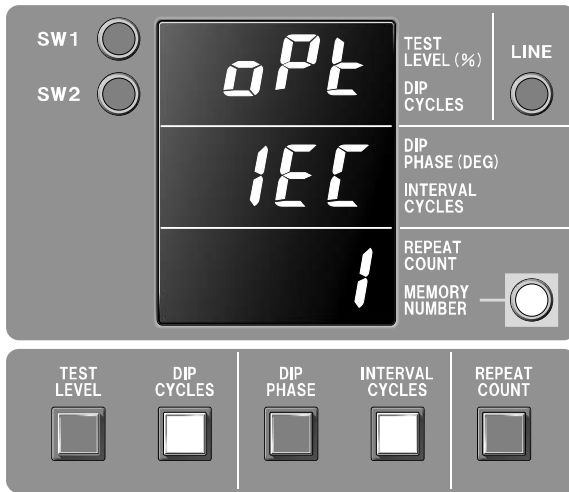 SW1
SW2
oPt
1EC
1
TEST
LEVEL (%)
DIP
CYCLES
LINE
DIP
PHASE (DEG)
INTERVAL
CYCLES
REPEAT
COUNT
MEMORY
NUMBER
TEST
LEVEL
DIP
CYCLES
DIP
PHASE
INTERVAL
CYCLES
REPEAT
COUNT